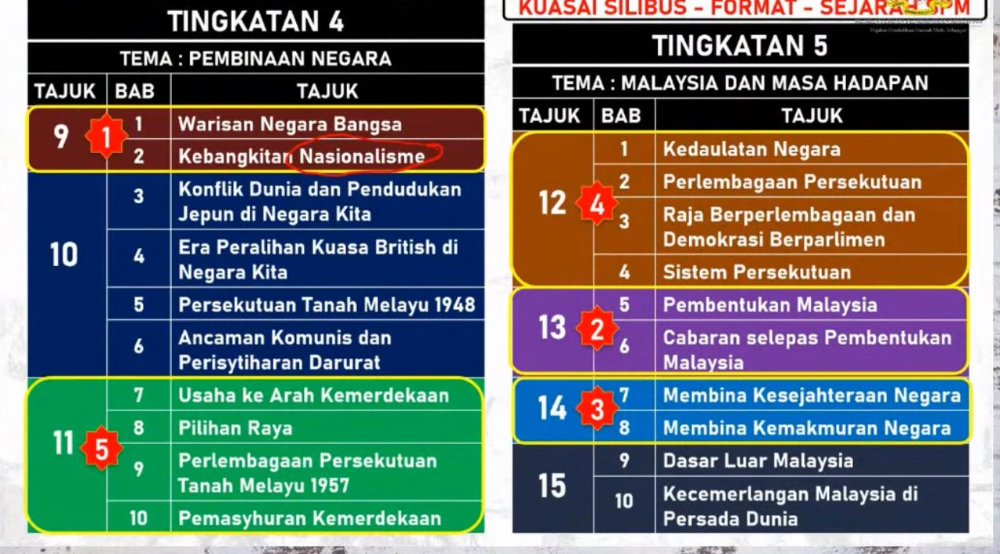 TINGKATAN 4
TEMA : PEMBINAAN NEGARA
TAJUK BAB TAJUK
9 1 1 Warisan Negara Bangsa
2 Kebangkitan Nasionalisme
10 3 Konflik Dunia dan Pendudukan
Jepun di Negara Kita
4 Era Peralihan Kuasa British di
Negara Kita
5 Persekutuan Tanah Melayu 1948
6 Ancaman Komunis dan
Perisytiharan Darurat
11 5 7 Usaha ke Arah Kemerdekaan
8 Pilihan Raya
9 Perlembagaan Persekutuan
Tanah Melayu 1957
10 Pemasyhuran Kemerdekaan
KUASAI SILIBUS - FORMAT - SEJARAH SPM
TINGKATAN 5
TEMA : MALAYSIA DAN MASA HADAPAN
TAJUK BAB TAJUK
12 4 1 Kedaulatan Negara
2 Perlembagaan Persekutuan
3 Raja Berperlembagaan dan
Demokrasi Berparlimen
4 Sistem Persekutuan
13 2 5 Pembentukan Malaysia
6 Cabaran selepas Pembentukan
Malaysia
14 3 7 Membina Kesejahteraan Negara
8 Membina Kemakmuran Negara
15 9 Dasar Luar Malaysia
10 Kecemerlangan Malaysia di
Persada Dunia